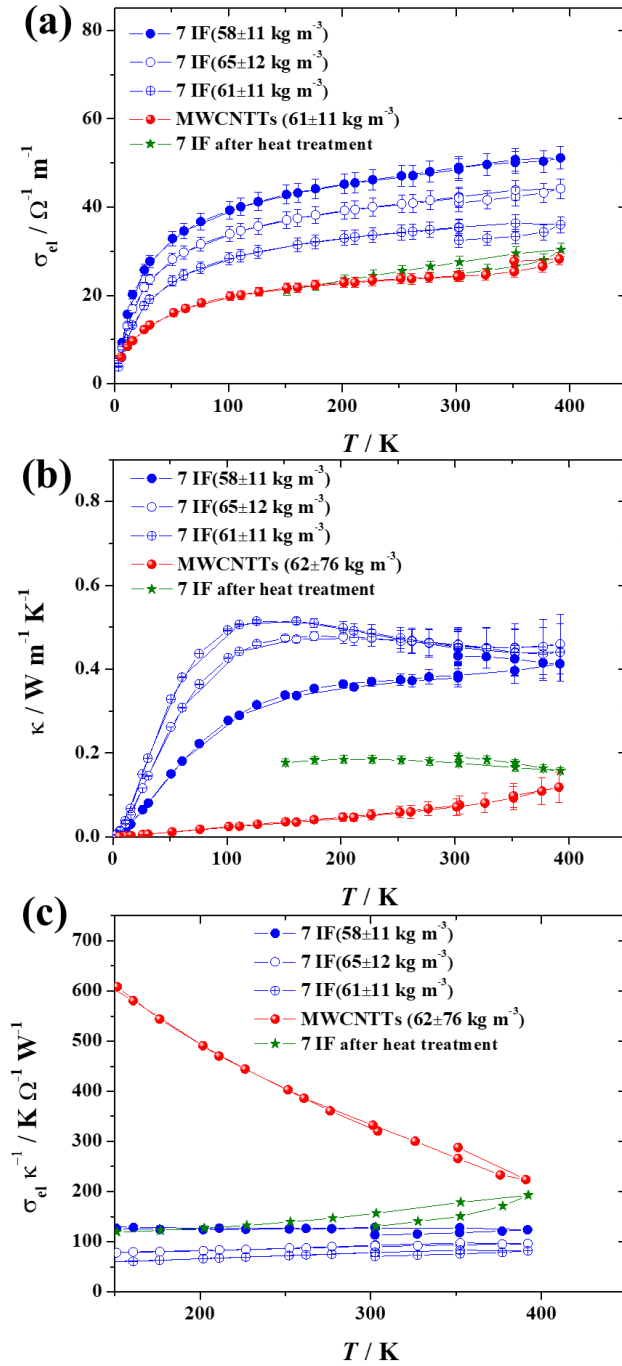 (a)
80
60
40
20
0
σel / Ω-1 m-1
7 IF(58±11 kg m-3)
7 IF(65±12 kg m-3)
7 IF(61±11 kg m-3)
MWCNTTs (61±11 kg m-3)
7 IF after heat treatment
0 100 200 300 400
T / K
(b)
0.8
0.6
0.4
0.2
0.0
κ / W m-1 K-1
7 IF(58±11 kg m-3)
7 IF(65±12 kg m-3)
7 IF(61±11 kg m-3)
MWCNTTs (62±76 kg m-3)
7 IF after heat treatment
0 100 200 300 400
T / K
(c)
700
600
500
400
300
200
100
0
σel κ-1 / K Ω-1 W-1
7 IF(58±11 kg m-3)
7 IF(65±12 kg m-3)
7 IF(61±11 kg m-3)
MWCNTTs (62±76 kg m-3)
7 IF after heat treatment
200 300 400
T / K